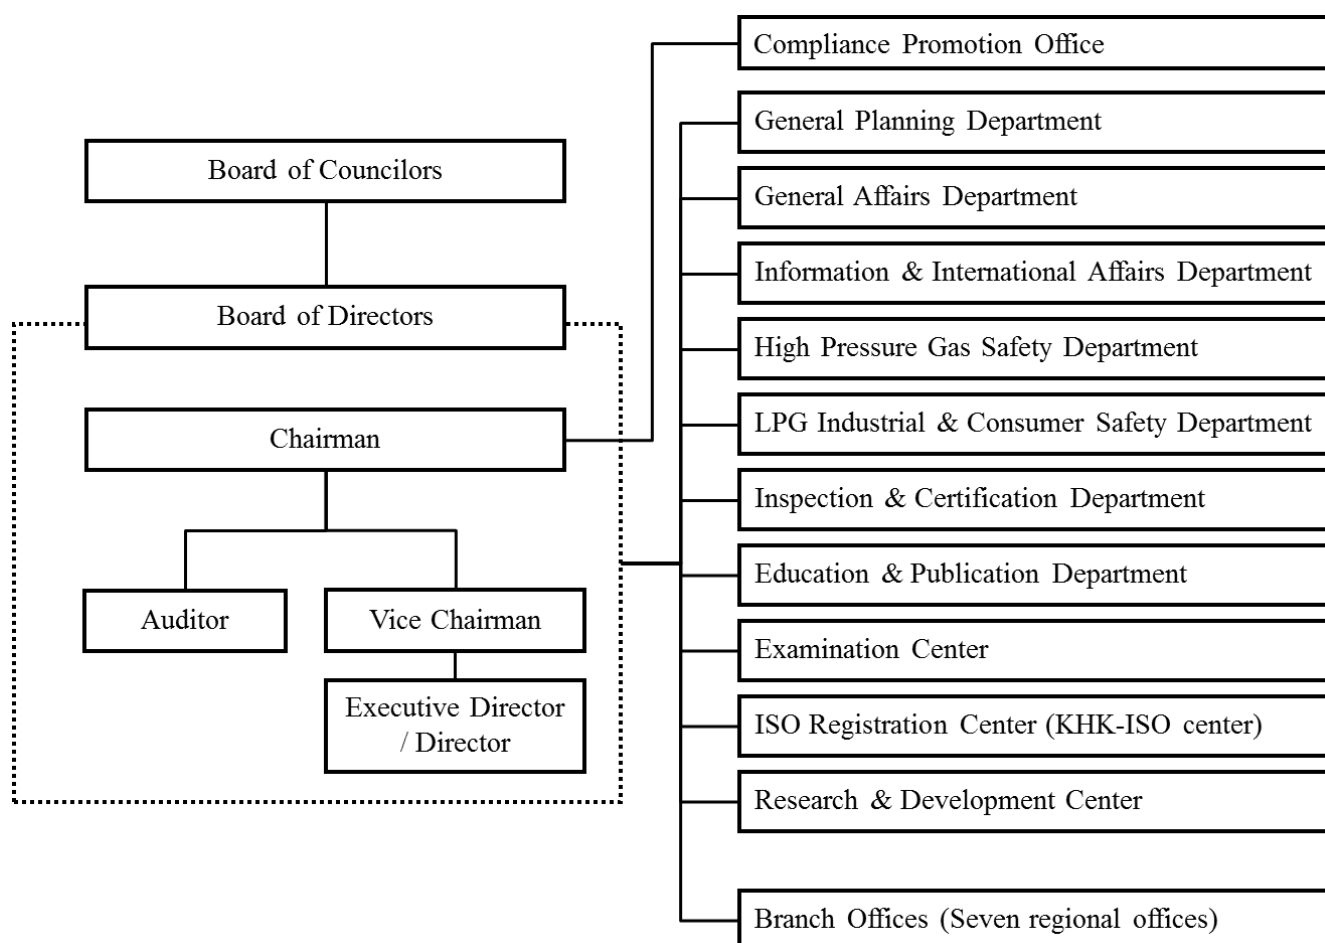 Board of Councilors
Board of Directors
Chairman
Auditor
Vice Chairman
Executive Director
/ Director
Compliance Promotion Office
General Planning Department
General Affairs Department
Information & International Affairs Department
High Pressure Gas Safety Department
LPG Industrial & Consumer Safety Department
Inspection & Certification Department
Education & Publication Department
Examination Center
ISO Registration Center (KHK-ISO center)
Research & Development Center
Branch Offices (Seven regional offices)